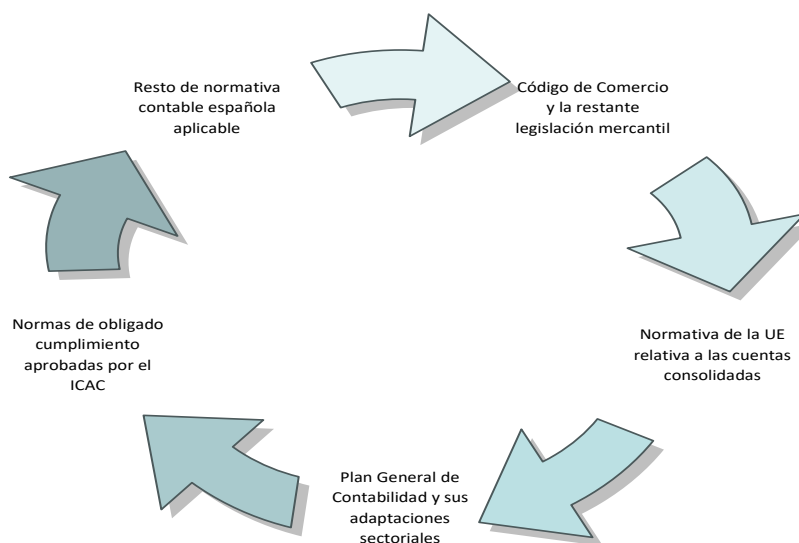 Resto de normativa
contable española
aplicable
Código de Comercio
y la restante
legislación mercantil
Normativa de la UE
relativa a las cuentas
consolidadas
Plan General de
Contabilidad y sus
adaptaciones
sectoriales
Normas de obligado
cumplimiento
aprobadas por el
ICAC